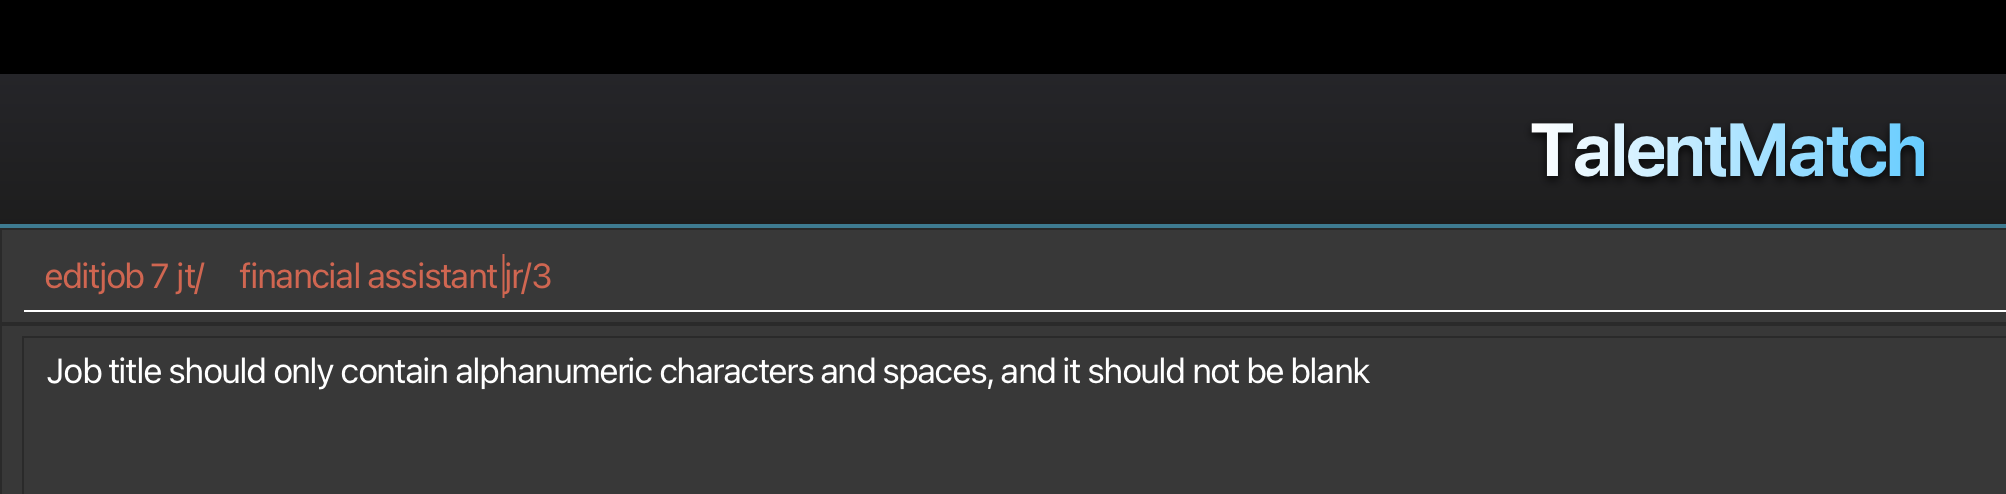 TalentMatch
editjob 7 jt/    financial assistant jr/3
Job title should only contain alphanumeric characters and spaces, and it should not be blank